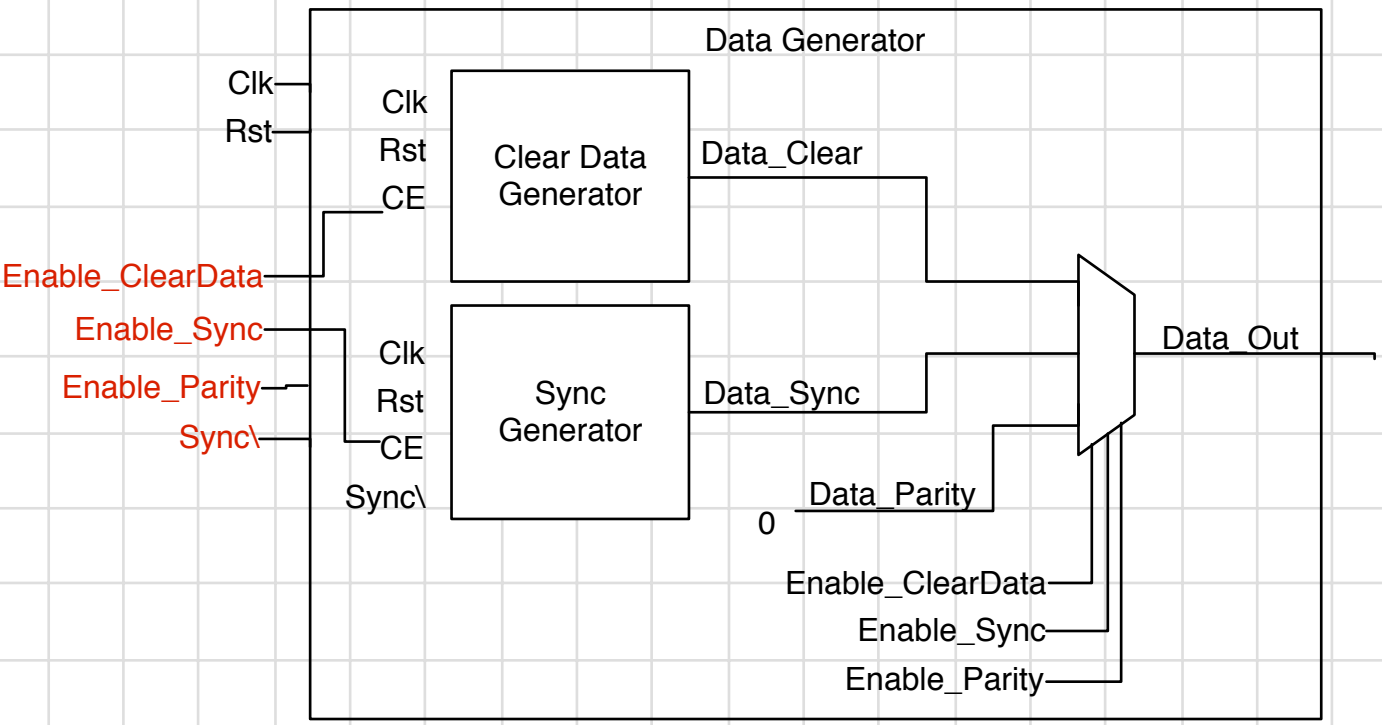 Data Generator
Clk
Rst
Enable_ClearData
Enable_Sync
Enable_Parity
Sync\
Clk
Rst
CE
Clear Data
Generator
Data_Clear
Clk
Rst
CE
Sync\
Sync
Generator
Data_Sync
Data_Parity
0
Data_Out
Enable_ClearData
Enable_Sync
Enable_Parity